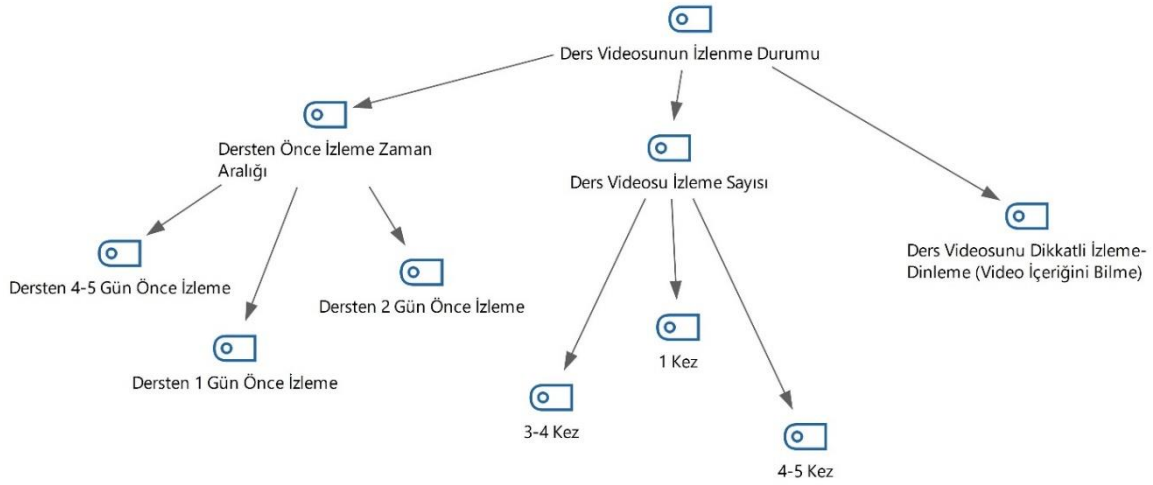 Ders Videosunun İzlenme Durumu
Dersten Önce İzleme Zaman
Aralığı
Ders Videosu İzleme Sayısı
Ders Videosunu Dikkatli İzleme-
Dinleme (Video İçeriğini Bilme)
Dersten 4-5 Gün Önce İzleme
Dersten 2 Gün Önce İzleme
Dersten 1 Gün Önce İzleme
1 Kez
3-4 Kez
4-5 Kez